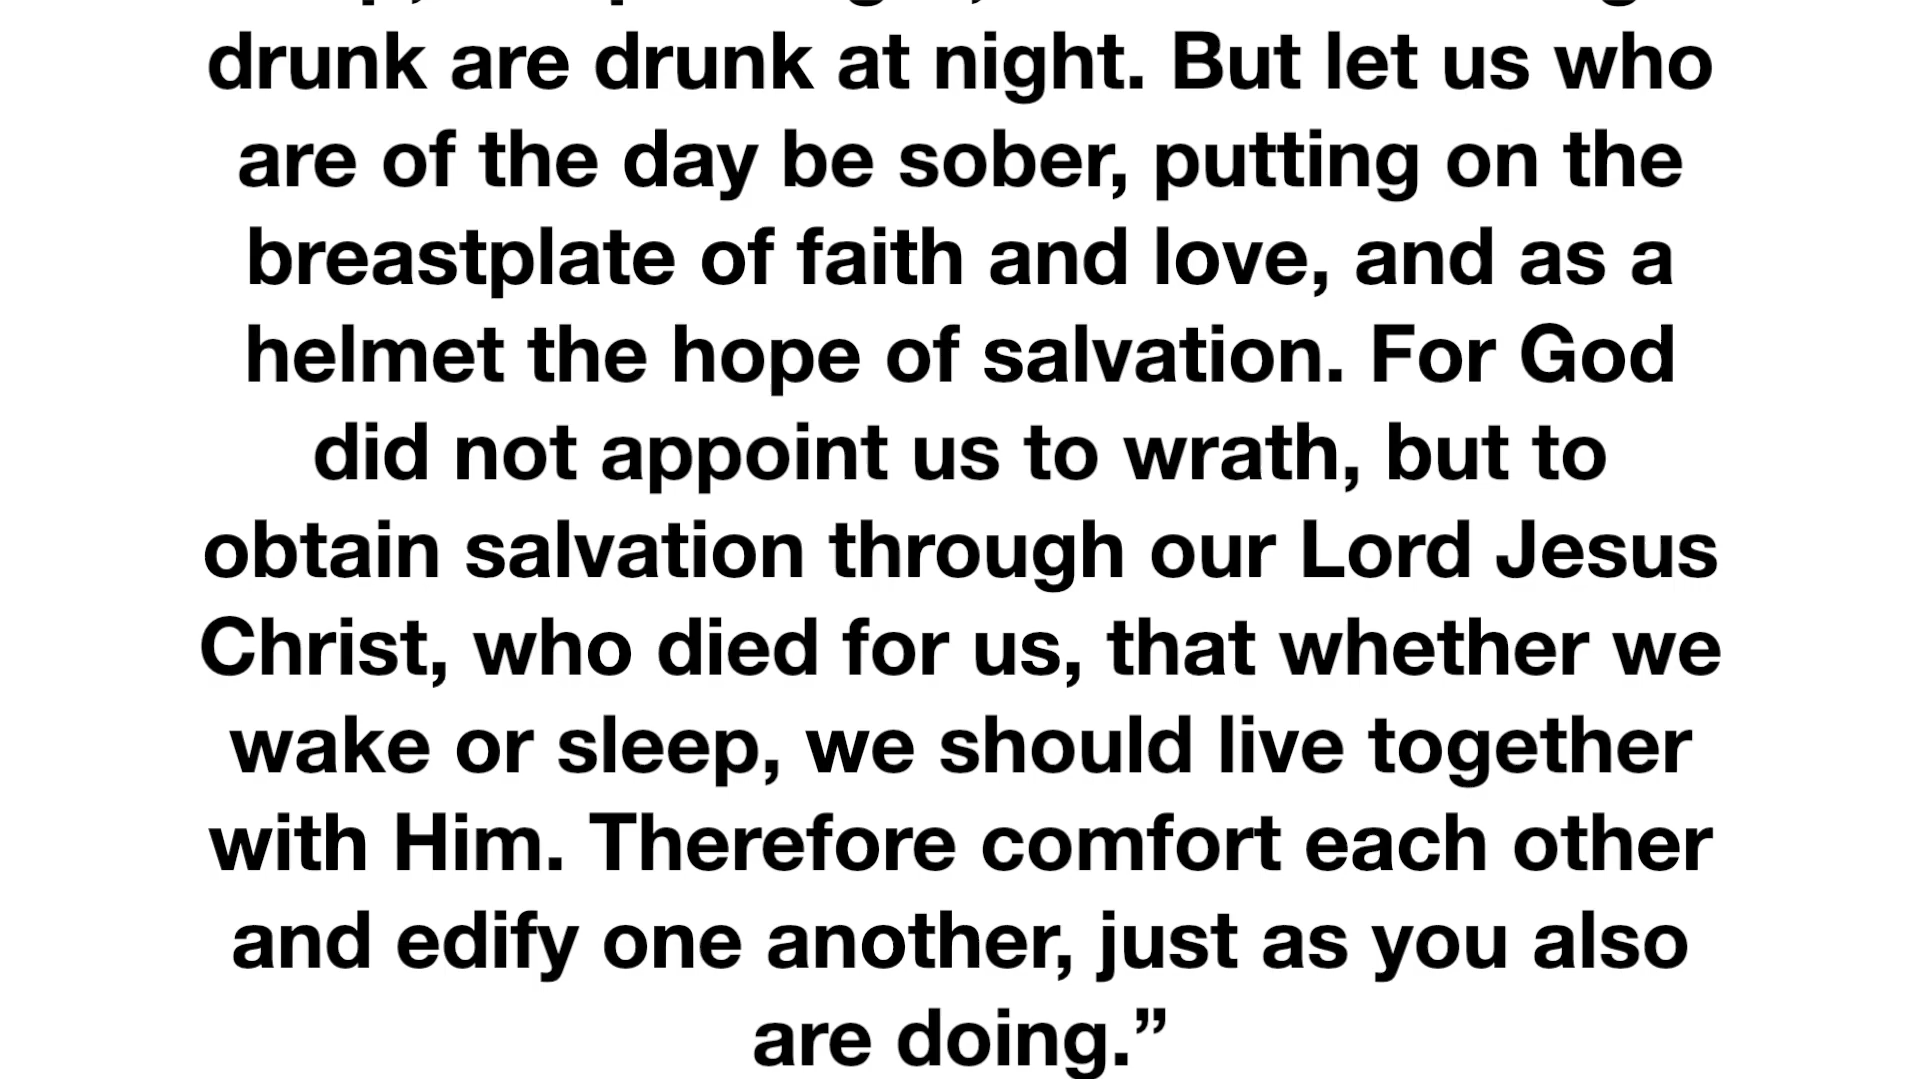 drunk are drunk at night. But let us who
are of the day be sober, putting on the
breastplate of faith and love, and as a
helmet the hope of salvation. For God
did not appoint us to wrath, but to
obtain salvation through our Lord Jesus
Christ, who died for us, that whether we
wake or sleep, we should live together
with Him. Therefore comfort each other
and edify one another, just as you also
are doing.”